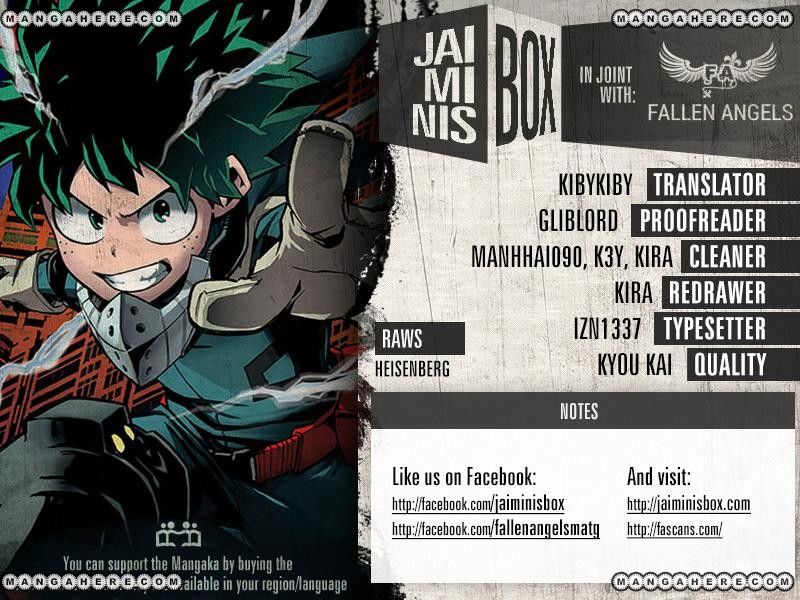 MANGAHERE.COM
MANGAHERE.COM
JAI
MI
NIS
BOX
IN JOINT
WITH:
FA
FALLEN ANGELS
KIBYKIBY TRANSLATOR
GLIBLORD PROOFREADER
MANHHAI090, K3Y, KIRA CLEANER
KIRA REDRAWER
IZN1337 TYPESETTER
KYOU KAI QUALITY
RAWS
HEISENBERG
NOTES
Like us on Facebook:
http://facebook.com/jaiminisbox
http://facebook.com/fallenangelsmatq
And visit:
http://jaiminisbox.com
http://fascans.com/
You can support the Mangaka by buying the
available in your region/language
MANGAHERE.COM
MANGAHERE.COM